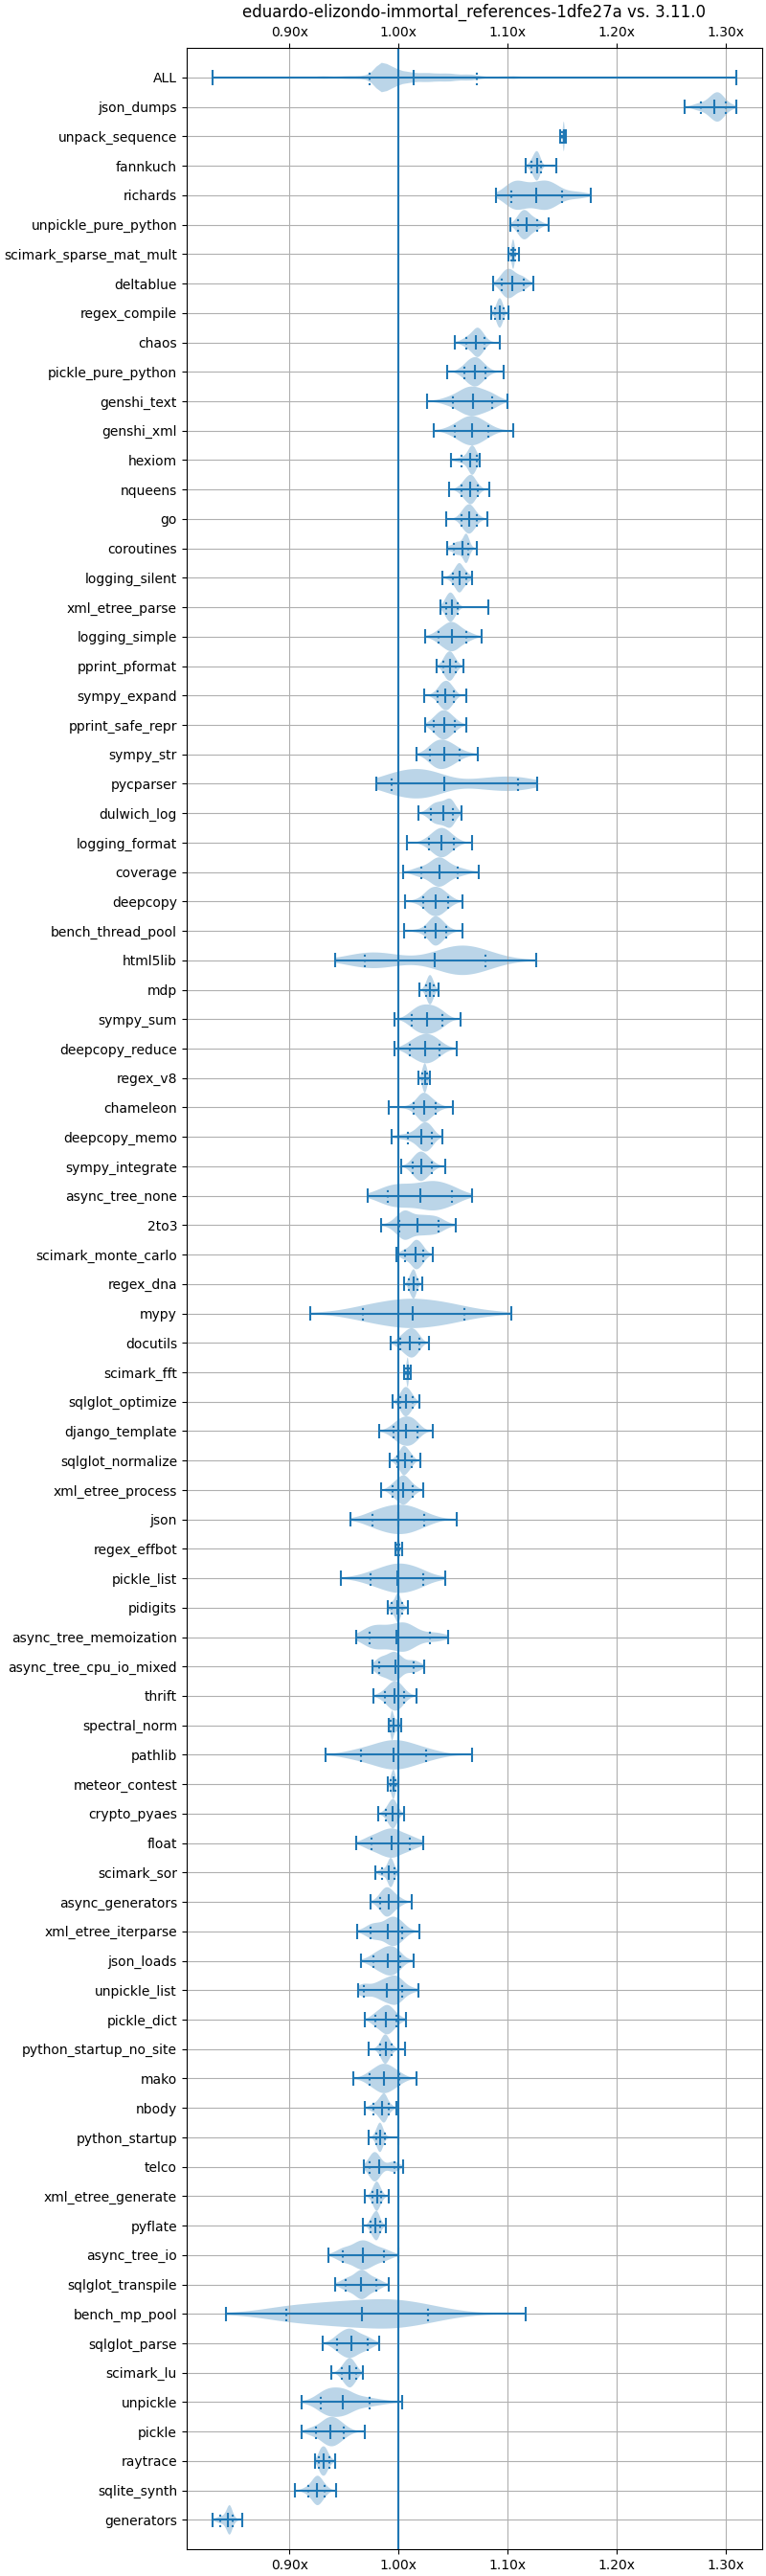 eduardo-elizondo-immortal_references-1dfe27a vs. 3.11.0
0.90x 1.00x 1.10x 1.20x 1.30x
ALL
json_dumps
unpack_sequence
fannkuch
richards
unpickle_pure_python
scimark_sparse_mat_mult
deltablue
regex_compile
chaos
pickle_pure_python
genshi_text
genshi_xml
hexiom
nqueens
go
coroutines
logging_silent
xml_etree_parse
logging_simple
pprint_pformat
sympy_expand
pprint_safe_repr
sympy_str
pycparser
dulwich_log
logging_format
coverage
deepcopy
bench_thread_pool
html5lib
mdp
sympy_sum
deepcopy_reduce
regex_v8
chameleon
deepcopy_memo
sympy_integrate
async_tree_none
2to3
scimark_monte_carlo
regex_dna
mypy
docutils
scimark_fft
sqlglot_optimize
django_template
sqlglot_normalize
xml_etree_process
json
regex_effbot
pickle_list
pidigits
async_tree_memoization
async_tree_cpu_io_mixed
thrift
spectral_norm
pathlib
meteor_contest
crypto_pyaes
float
scimark_sor
async_generators
xml_etree_iterparse
json_loads
unpickle_list
pickle_dict
python_startup_no_site
mako
nbody
python_startup
telco
xml_etree_generate
pyflate
async_tree_io
sqlglot_transpile
bench_mp_pool
sqlglot_parse
scimark_lu
unpickle
pickle
raytrace
sqlite_synth
generators
0.90x 1.00x 1.10x 1.20x 1.30x